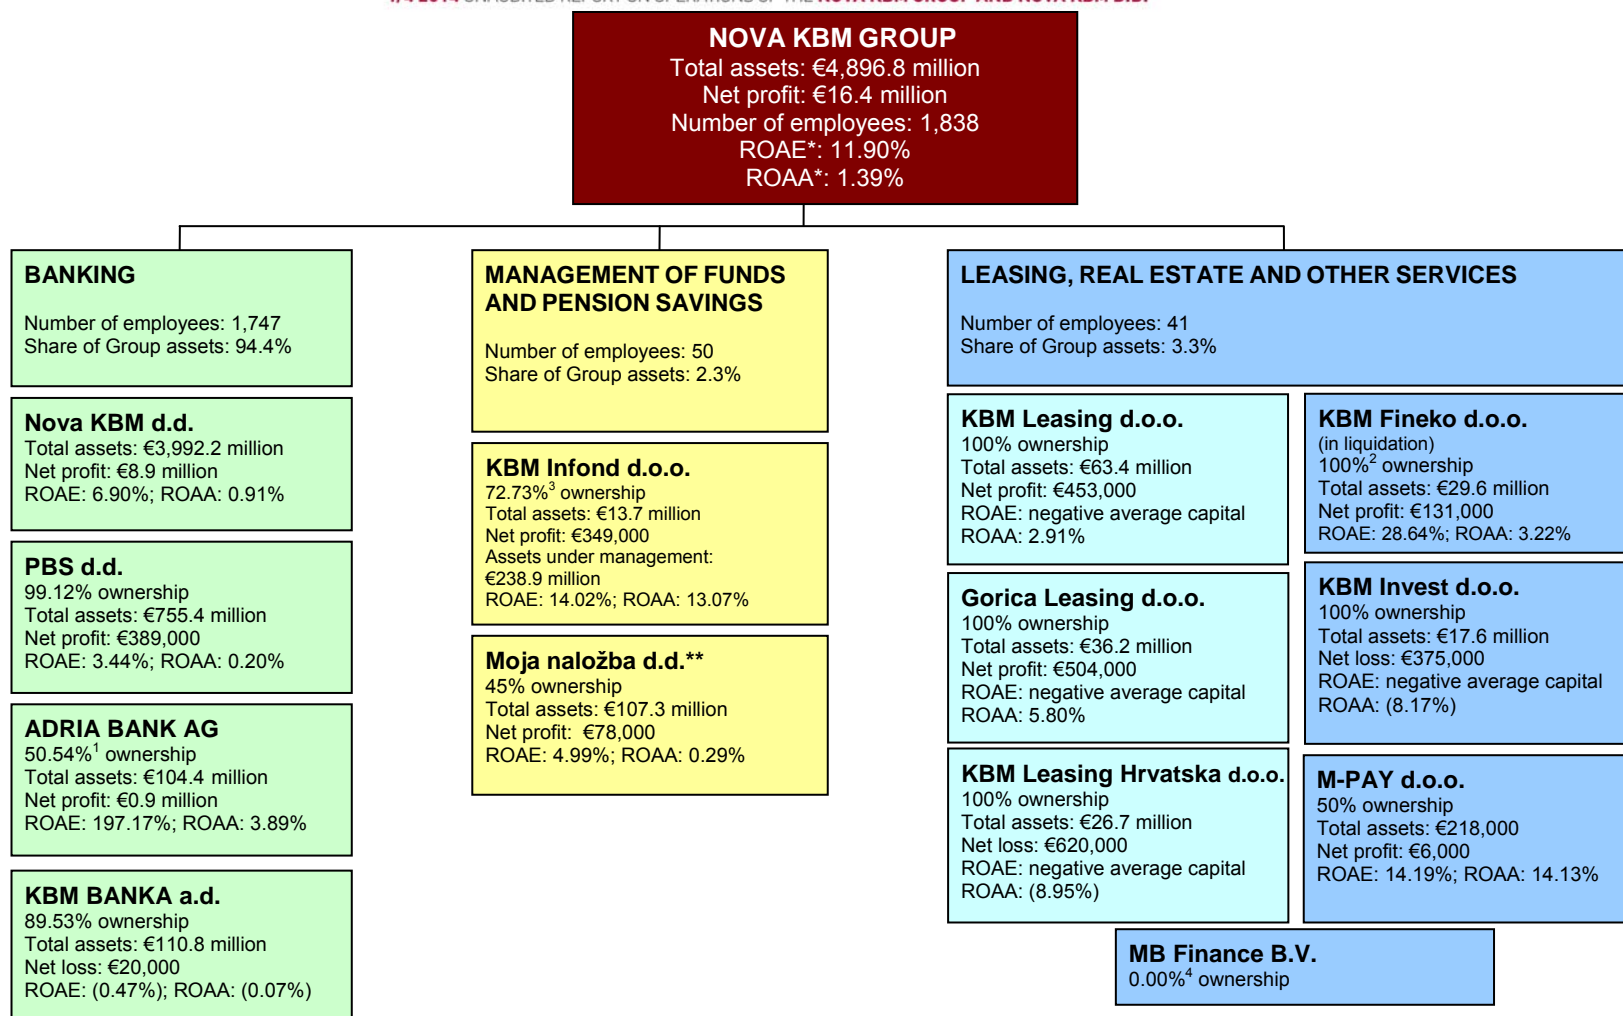 1/4 2014 UNAUDITED REPORT ON OPERATIONS OF THE NOVA KBM GROUP AND NOVA KBM D.D.
NOVA KBM GROUP
Total assets: €4,896.8 million
Net profit: €16.4 million
Number of employees: 1,838
ROAE*: 11.90%
ROAA*: 1.39%
BANKING
Number of employees: 1,747
Share of Group assets: 94.4%
Nova KBM d.d.
Total assets: €3,992.2 million
Net profit: €8.9 million
ROAE: 6.90%; ROAA: 0.91%
PBS d.d.
99.12% ownership
Total assets: €755.4 million
Net profit: €389,000
ROAE: 3.44%; ROAA: 0.20%
ADRIA BANK AG
50.54%¹ ownership
Total assets: €104.4 million
Net profit: €0.9 million
ROAE: 197.17%; ROAA: 3.89%
KBM BANKA a.d.
89.53% ownership
Total assets: €110.8 million
Net loss: €20,000
ROAE: (0.47%); ROAA: (0.07%)
MANAGEMENT OF FUNDS
AND PENSION SAVINGS
Number of employees: 50
Share of Group assets: 2.3%
KBM Infond d.o.o.
72.73%³ ownership
Total assets: €13.7 million
Net profit: €349,000
Assets under management:
€238.9 million
ROAE: 14.02%; ROAA: 13.07%
Moja naložba d.d.**
45% ownership
Total assets: €107.3 million
Net profit: €78,000
ROAE: 4.99%; ROAA: 0.29%
LEASING, REAL ESTATE AND OTHER SERVICES
Number of employees: 41
Share of Group assets: 3.3%
KBM Leasing d.o.o.
100% ownership
Total assets: €63.4 million
Net profit: €453,000
ROAE: negative average capital
ROAA: 2.91%
Gorica Leasing d.o.o.
100% ownership
Total assets: €36.2 million
Net profit: €504,000
ROAE: negative average capital
ROAA: 5.80%
KBM Leasing Hrvatska d.o.o.
100% ownership
Total assets: €26.7 million
Net loss: €620,000
ROAE: negative average capital
ROAA: (8.95%)
KBM Fineko d.o.o.
(in liquidation)
100%² ownership
Total assets: €29.6 million
Net profit: €131,000
ROAE: 28.64%; ROAA: 3.22%
KBM Invest d.o.o.
100% ownership
Total assets: €17.6 million
Net loss: €375,000
ROAE: negative average capital
ROAA: (8.17%)
M-PAY d.o.o.
50% ownership
Total assets: €218,000
Net profit: €6,000
ROAE: 14.19%; ROAA: 14.13%
MB Finance B.V.
0.00%⁴ ownership